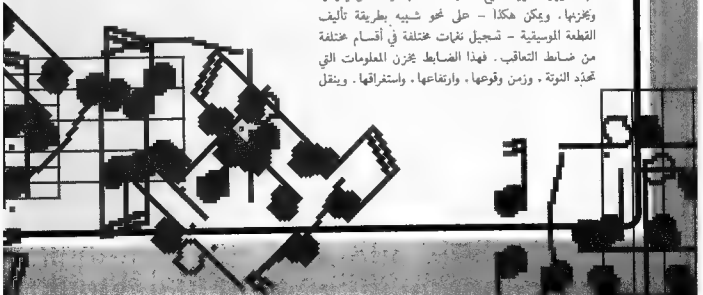 ويخزنها . ويمكن هكذا – على نحو شبيه بطريقة تأليف
القطعة الموسيقية – تسجيل نغمات مختلفة في أقسام مختلفة
من ضابط التعاقب . فهذا الضابط يخزن المعلومات التي
تحدّد النوتة ، وزمن وقوعها ، وارتفاعها ، واستغراقها . وينقل